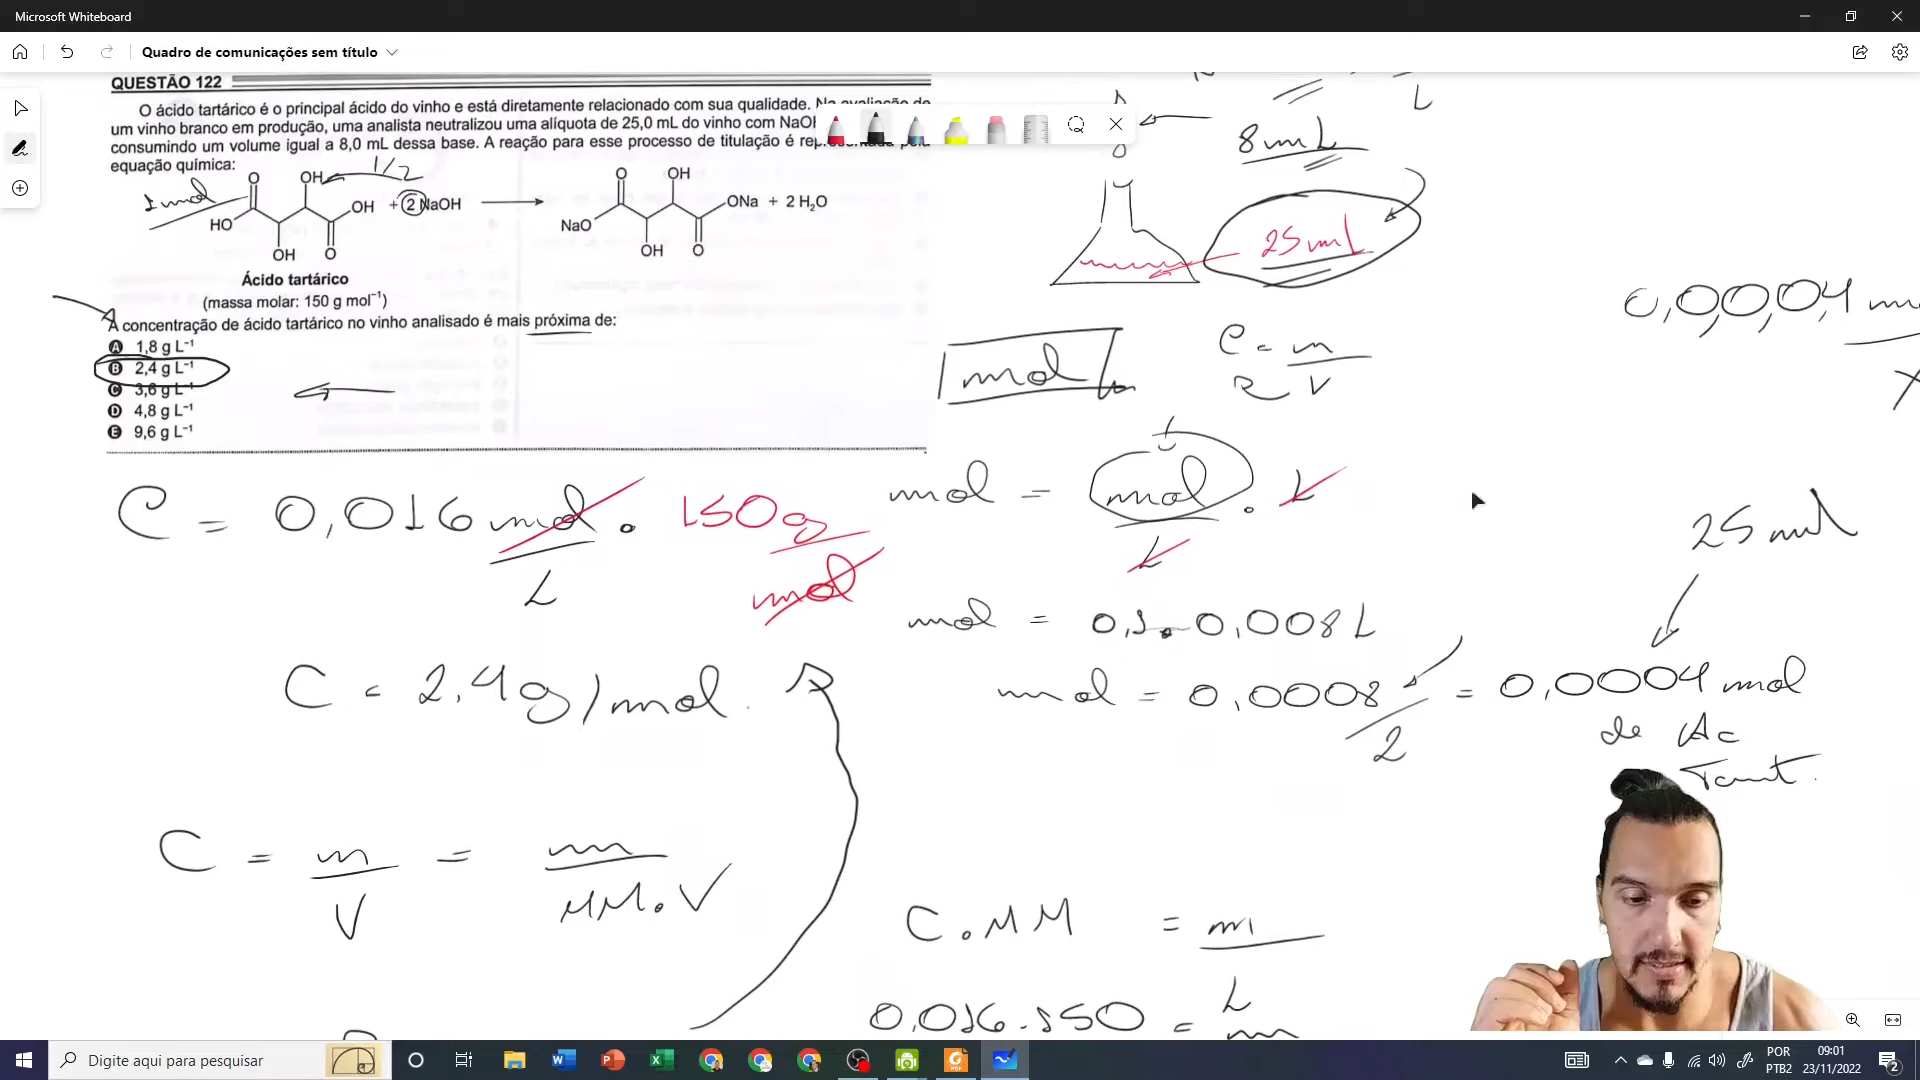 Microsoft Whiteboard
Quadro de comunicações sem título
QUESTÃO 122
O ácido tartárico é o principal ácido do vinho e está diretamente relacionado com sua qualidade. Na avaliação de
um vinho branco em produção, uma analista neutralizou uma alíquota de 25,0 mL do vinho com NaOH
consumindo um volume igual a 8,0 mL dessa base. A reação para esse processo de titulação é representada pela
equação química:
1/2
1 mol
O OH
OH + 2 NaOH
HO
OH O
O OH
ONa + 2 H₂O
NaO
OH O
Ácido tartárico
(massa molar: 150 g mol⁻¹)
A concentração de ácido tartárico no vinho analisado é mais próxima de:
A 1,8 g L⁻¹
B 2,4 g L⁻¹
C 3,6 g L⁻¹
D 4,8 g L⁻¹
E 9,6 g L⁻¹
L
8 mL
25 mL
mol
C = m
V
0,0004
C = 0,016 mol . 150 g
L mol
C = 2,4 g/mol.
C = m = m
V MM.V
mol = mol . L
L
mol = 0,1 . 0,008 L
mol = 0,0008 = 0,0004 mol
2
de Ac
Tart.
25 mL
C . MM = m
L
0,016.150 = m
Digite aqui para pesquisar
POR
PTB2
09:01
23/11/2022
2